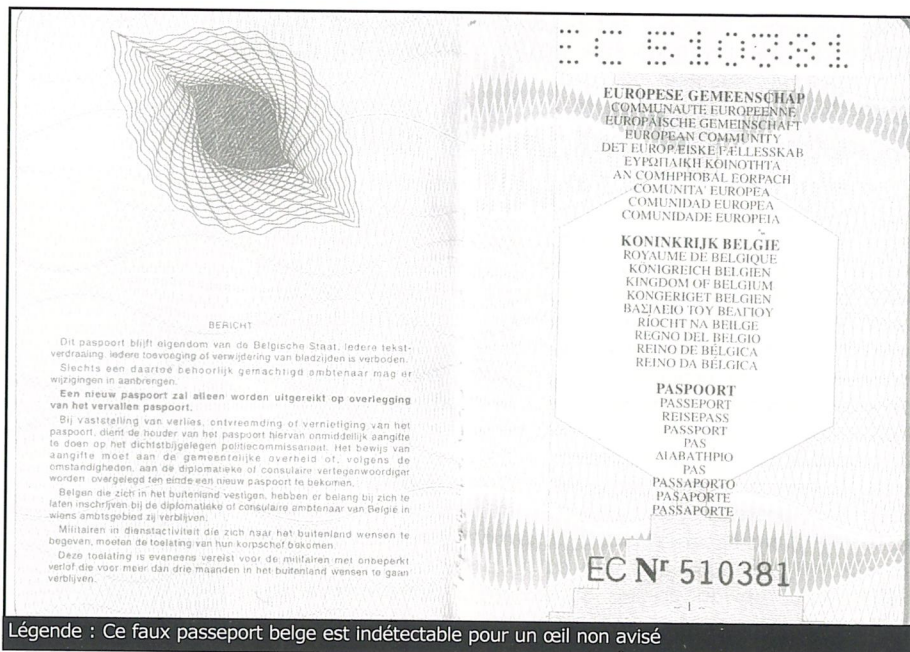 BERICHT
Dit paspoort blijft eigendom van de Belgische Staat. Iedere tekst-
verdraaiing, iedere toevoeging of verwijdering van bladzijden is verboden.
Slechts een daartoe behoorlijk gemachtigd ambtenaar mag er
wijzigingen in aanbrengen.
Een nieuw paspoort zal alleen worden uitgereikt op overlegging
van het vervallen paspoort.
Bij vaststelling van verlies, ontvreemding of vernietiging van het
paspoort, dient de houder van het paspoort hiervan onmiddellijk aangifte
te doen op het dichtstbijgelegen politiecommissariaat. Het bewijs van
aangifte moet aan de gemeentelijke overheid of, volgens de
omstandigheden, aan de diplomatieke of consulaire vertegenwoordiger
worden overgelegd ten einde een nieuw paspoort te bekomen.
Belgen die zich in het buitenland vestigen, hebben er belang bij zich te
laten inschrijven bij de diplomatieke of consulaire ambtenaar van België in
wiens ambtsgebied zij verblijven.
Militairen in dienstactiviteit die zich naar het buitenland wensen te
begeven, moeten de toelating van hun korpschef bekomen.
Deze toelating is eveneens vereist voor de militairen met onbeperkt
verlof die voor meer dan drie maanden in het buitenland wensen te gaan
verblijven.
EC 510381
EUROPESE GEMEENSCHAP
COMMUNAUTE EUROPEENNE
EUROPÄISCHE GEMEINSCHAFT
EUROPEAN COMMUNITY
DET EUROPÆISKE FÆLLESSKAB
ΕΥΡΩΠΑΙΚΗ ΚΟΙΝΟΤΗΤΑ
AN COMHPHOBAL EORPACH
COMUNITA' EUROPEA
COMUNIDAD EUROPEA
COMUNIDADE EUROPEIA
KONINKRIJK BELGIE
ROYAUME DE BELGIQUE
KÖNIGREICH BELGIEN
KINGDOM OF BELGIUM
KONGERIGET BELGIEN
ΒΑΣΙΛΕΙΟ ΤΟΥ ΒΕΛΓΙΟΥ
RIOCHT NA BEILGE
REGNO DEL BELGIO
REINO DE BÉLGICA
REINO DA BÉLGICA
PASPOORT
PASSEPORT
REISEPASS
PASSPORT
PAS
ΔΙΑΒΑΤΗΡΙΟ
PAS
PASSAPORTO
PASAPORTE
PASSAPORTE
EC Nr 510381
– 1 –
Légende : Ce faux passeport belge est indétectable pour un œil non avisé